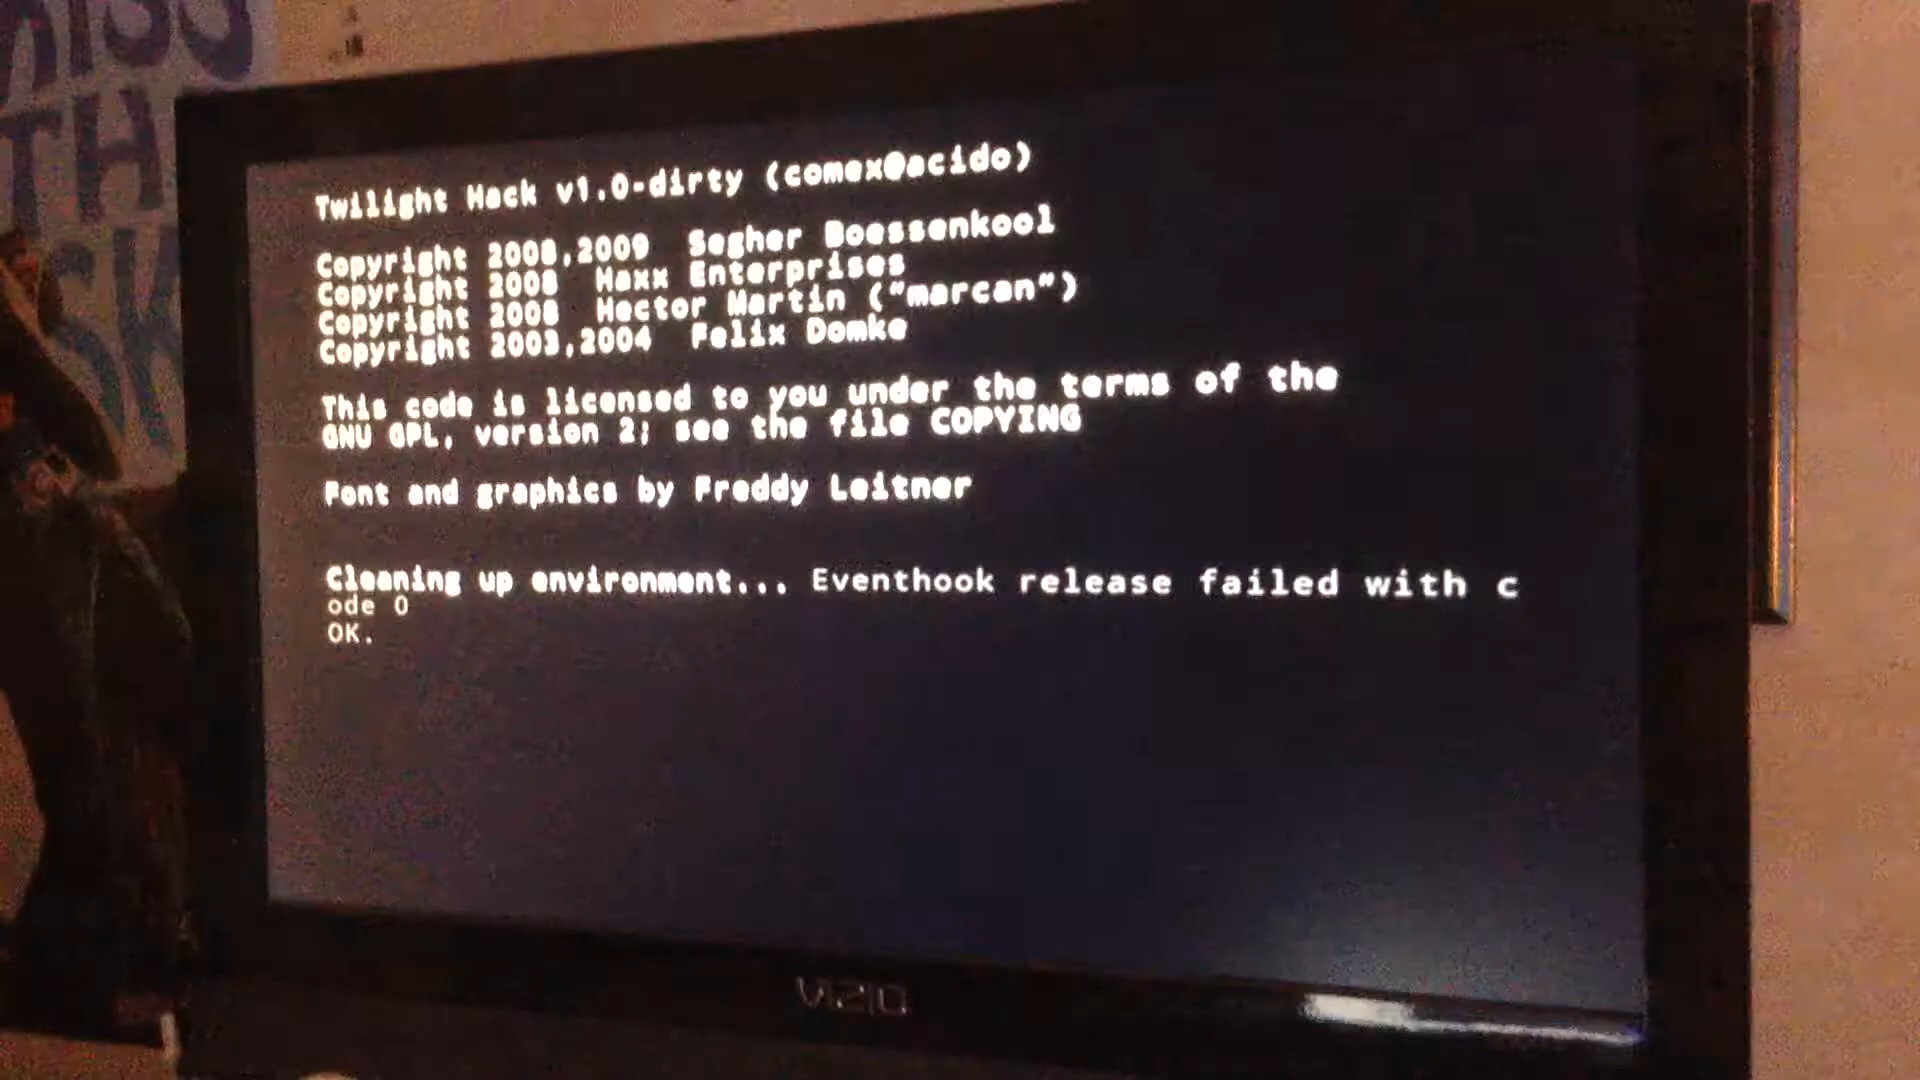 Twilight Hack v1.0-dirty (comex@acido)
Copyright 2008,2009  Segher Boessenkool
Copyright 2008  Haxx Enterprises
Copyright 2008  Hector Martin ("marcan")
Copyright 2003,2004  Felix Domke
This code is licensed to you under the terms of the
GNU GPL, version 2; see the file COPYING
Font and graphics by Freddy Leitner
Cleaning up environment... Eventhook release failed with c
ode 0
OK.
VIZIO
TH
SK